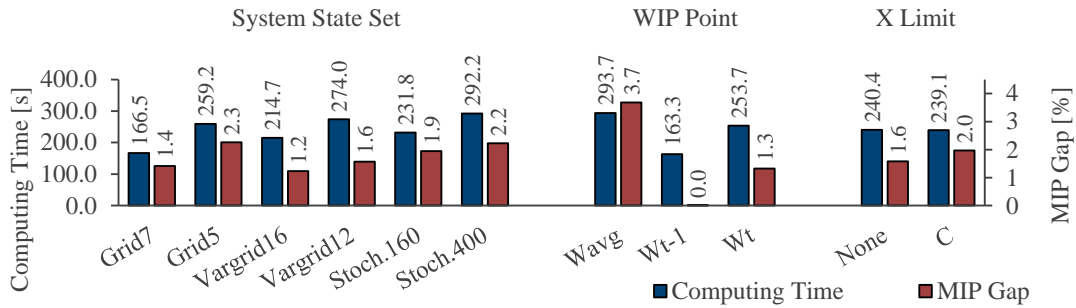 System State Set WIP Point X Limit
Computing Time [s]
400.0
300.0
200.0
100.0
0.0
166.5 1.4 259.2 2.3 214.7 1.2 274.0 1.6 231.8 1.9 292.2 2.2 293.7 3.7 163.3 0.0 253.7 1.3 240.4 1.6 239.1 2.0
4
3
2
1
0
MIP Gap [%]
Grid7 Grid5 Vargrid16 Vargrid12 Stoch.160 Stoch.400 Wavg Wt-1 Wt None C
Computing Time MIP Gap